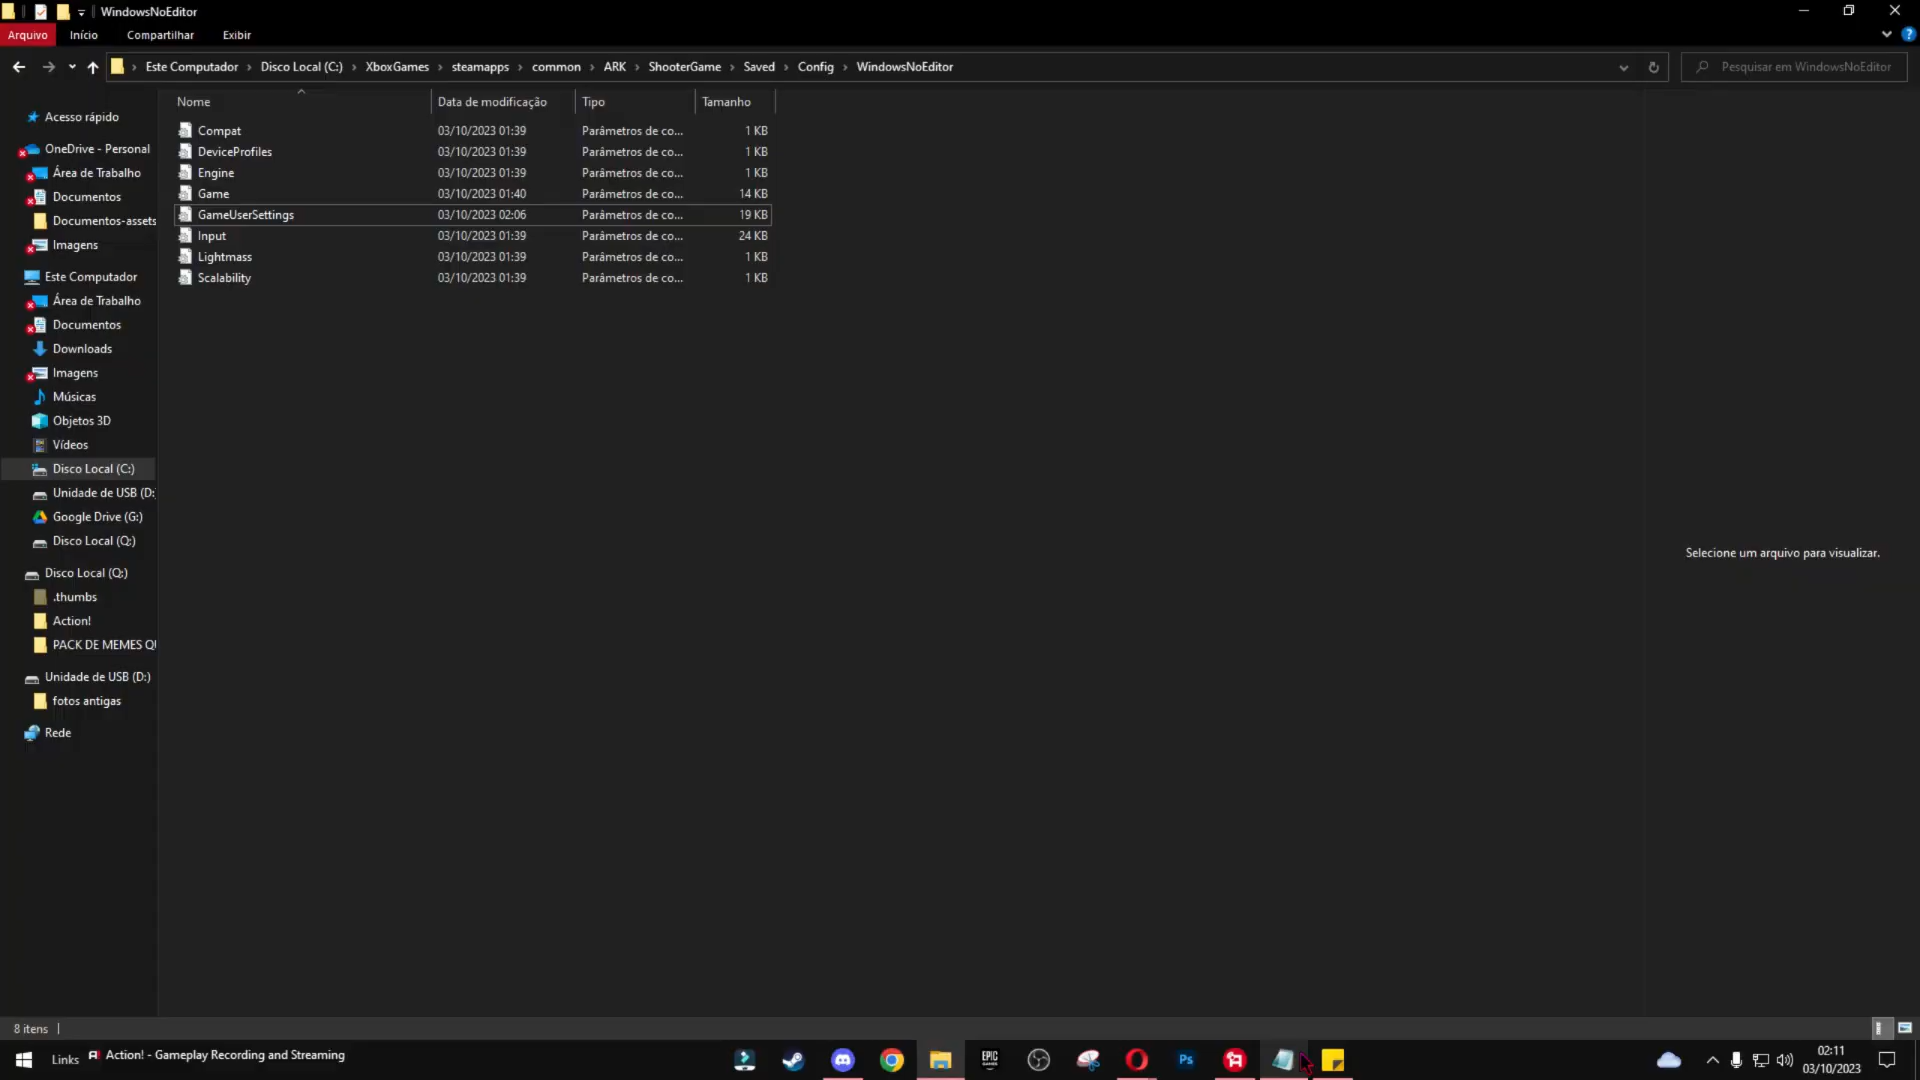 WindowsNoEditor
Arquivo Início Compartilhar Exibir
Este Computador › Disco Local (C:) › XboxGames › steamapps › common › ARK › ShooterGame › Saved › Config › WindowsNoEditor
Pesquisar em WindowsNoEditor
Nome Data de modificação Tipo Tamanho
Compat 03/10/2023 01:39 Parâmetros de co... 1 KB
DeviceProfiles 03/10/2023 01:39 Parâmetros de co... 1 KB
Engine 03/10/2023 01:39 Parâmetros de co... 1 KB
Game 03/10/2023 01:40 Parâmetros de co... 14 KB
GameUserSettings 03/10/2023 02:06 Parâmetros de co... 19 KB
Input 03/10/2023 01:39 Parâmetros de co... 24 KB
Lightmass 03/10/2023 01:39 Parâmetros de co... 1 KB
Scalability 03/10/2023 01:39 Parâmetros de co... 1 KB
Acesso rápido
OneDrive - Personal
Área de Trabalho
Documentos
Documentos-assets
Imagens
Este Computador
Área de Trabalho
Documentos
Downloads
Imagens
Músicas
Objetos 3D
Vídeos
Disco Local (C:)
Unidade de USB (D:
Google Drive (G:)
Disco Local (Q:)
Disco Local (Q:)
.thumbs
Action!
PACK DE MEMES QU
Unidade de USB (D:)
fotos antigas
Rede
Selecione um arquivo para visualizar.
8 itens
Links Action! - Gameplay Recording and Streaming
EPIC GAMES
Ps
02:11
03/10/2023